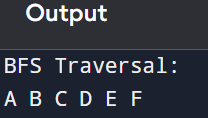 Output
BFS Traversal:
A B C D E F